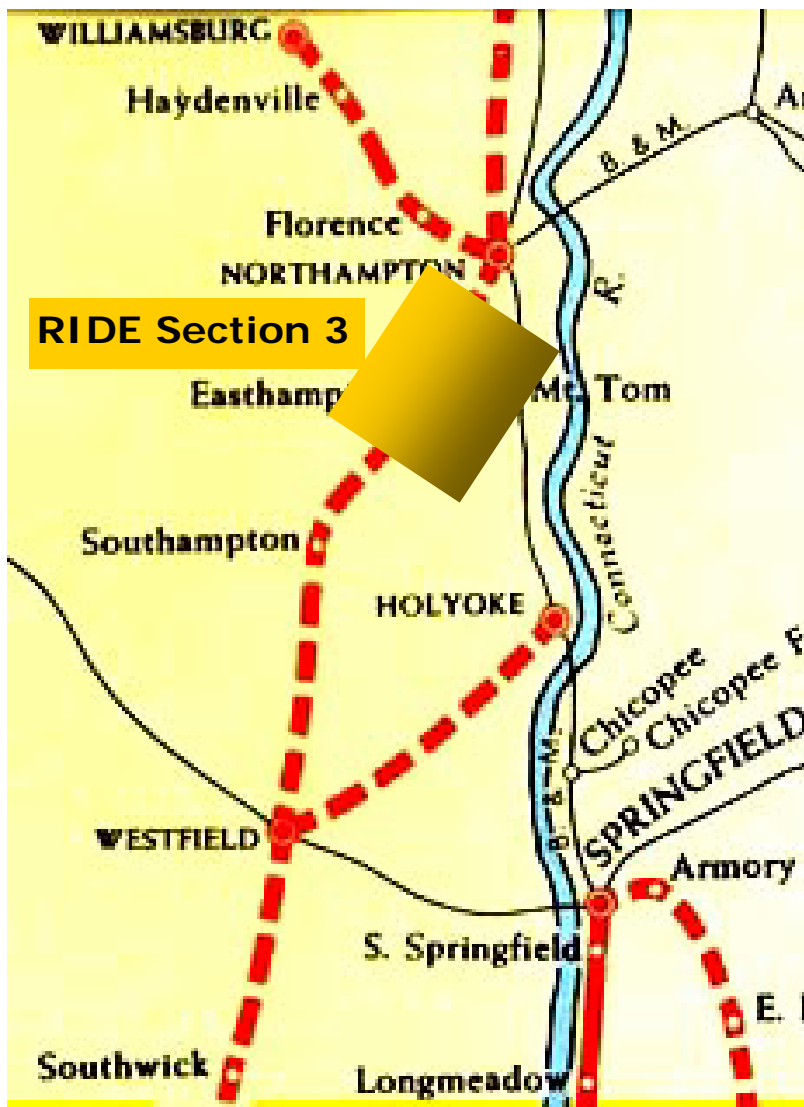 WILLIAMSBURG
Haydenville
B. & M.
Florence
NORTHAMPTON
R.
RIDE Section 3
Mt. Tom
Connecticut
Southampton
HOLYOKE
Chicopee
Chicopee
B. & M.
SPRINGFIELD
WESTFIELD
Armory
S. Springfield
E.
Southwick
Longmeadow